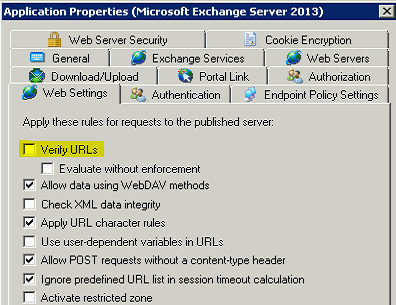 Application Properties (Microsoft Exchange Server 2013)
Web Server Security
Cookie Encryption
General
Exchange Services
Web Servers
Download/Upload
Portal Link
Authorization
Web Settings
Authentication
Endpoint Policy Settings
Apply these rules for requests to the published server:
Verify URLs
Evaluate without enforcement
Allow data using WebDAV methods
Check XML data integrity
Apply URL character rules
Use user-dependent variables in URLs
Allow POST requests without a content-type header
Ignore predefined URL list in session timeout calculation
Activate restricted zone